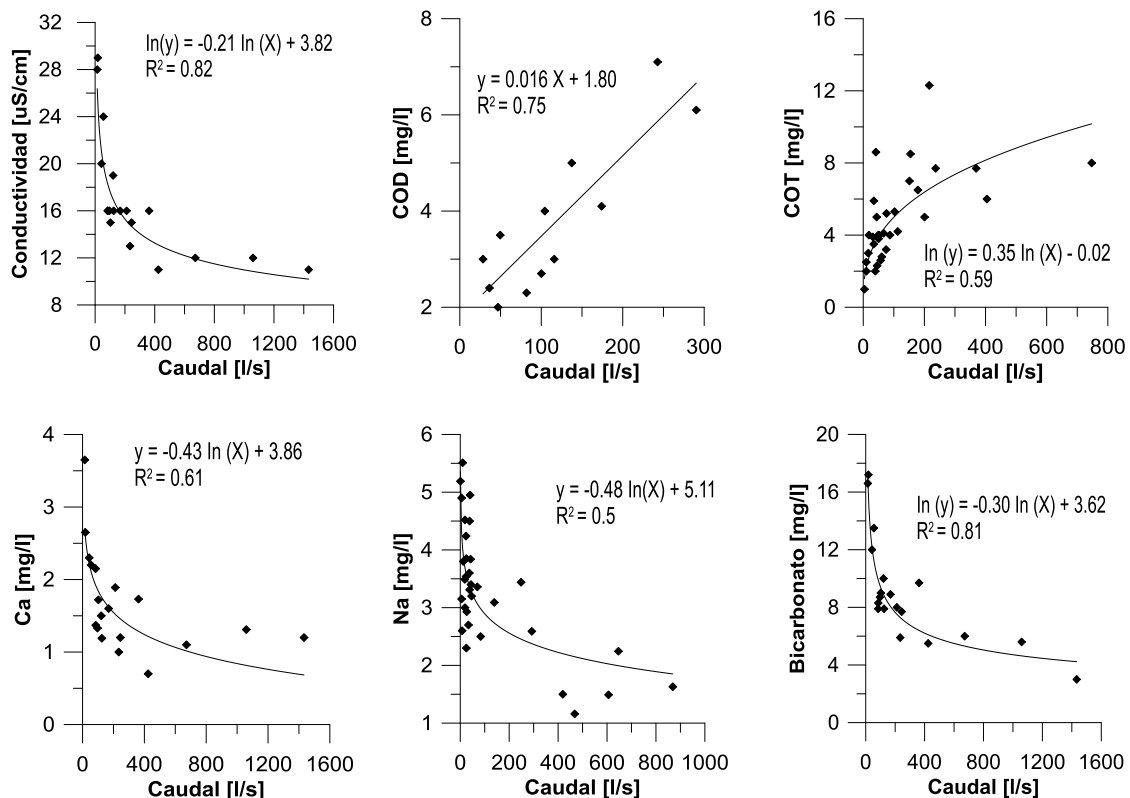 32
28
24
20
16
12
8
Conductividad [uS/cm]
ln(y) = -0.21 ln (X) + 3.82
R² = 0.82
0 400 800 1200 1600
Caudal [l/s]
8
6
4
2
COD [mg/l]
y = 0.016 X + 1.80
R² = 0.75
0 100 200 300
Caudal [l/s]
16
12
8
4
0
COT [mg/l]
ln (y) = 0.35 ln (X) - 0.02
R² = 0.59
0 200 400 600 800
Caudal [l/s]
4
3
2
1
0
Ca [mg/l]
y = -0.43 ln (X) + 3.86
R² = 0.61
0 400 800 1200 1600
Caudal [l/s]
6
5
4
3
2
1
Na [mg/l]
y = -0.48 ln(X) + 5.11
R² = 0.5
0 200 400 600 800 1000
Caudal [l/s]
20
16
12
8
4
0
Bicarbonato [mg/l]
ln (y) = -0.30 ln (X) + 3.62
R² = 0.81
0 400 800 1200 1600
Caudal [l/s]